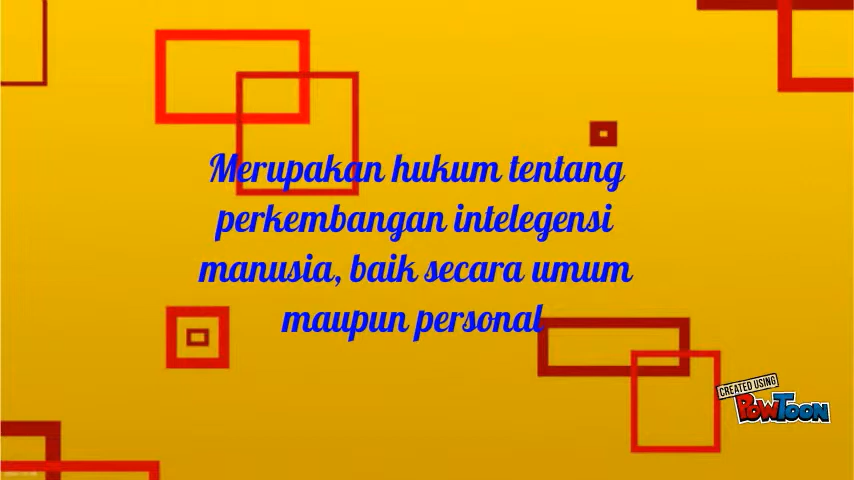 Merupakan hukum tentang
perkembangan intelegensi
manusia, baik secara umum
maupun personal
CREATED USING
POWTOON